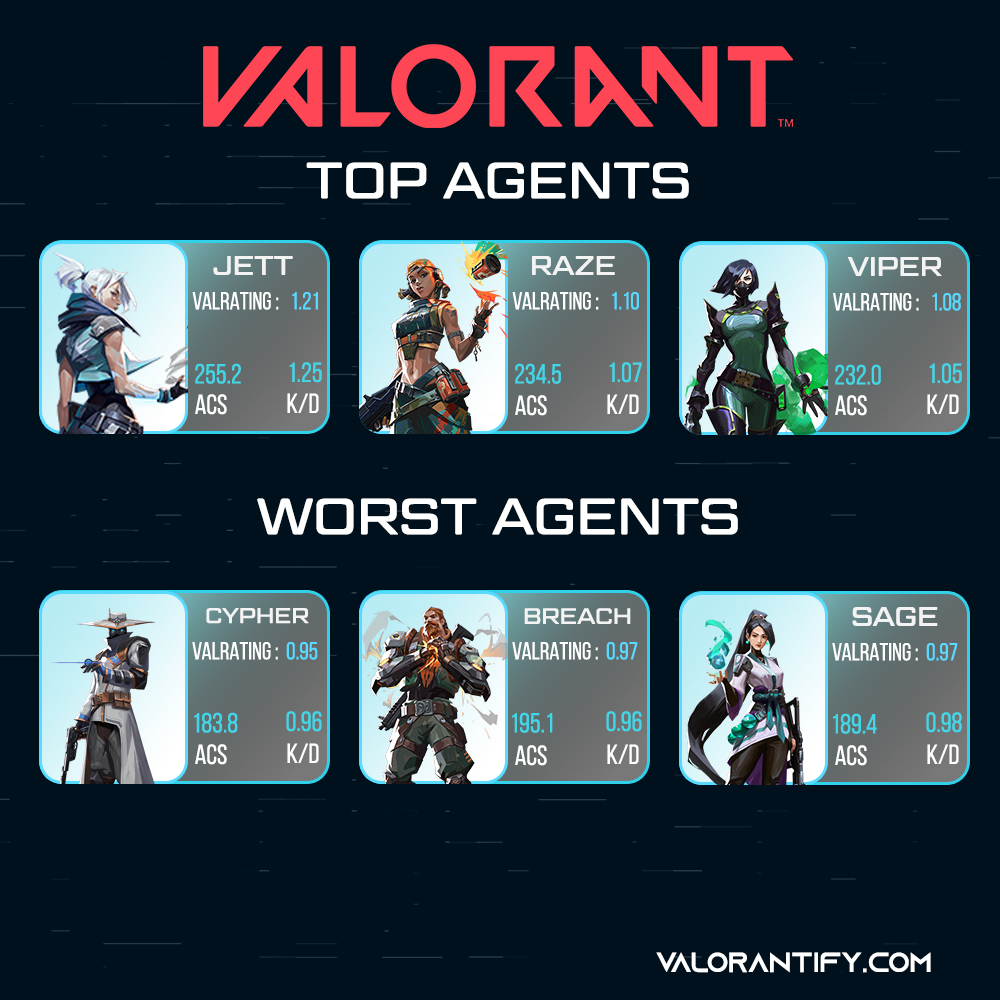 VALORANT™
TOP AGENTS
JETT
VALRATING : 1.21
255.2 1.25
ACS K/D
RAZE
VALRATING : 1.10
234.5 1.07
ACS K/D
VIPER
VALRATING : 1.08
232.0 1.05
ACS K/D
WORST AGENTS
CYPHER
VALRATING : 0.95
183.8 0.96
ACS K/D
BREACH
VALRATING : 0.97
195.1 0.96
ACS K/D
SAGE
VALRATING : 0.97
189.4 0.98
ACS K/D
VALORANTIFY.COM